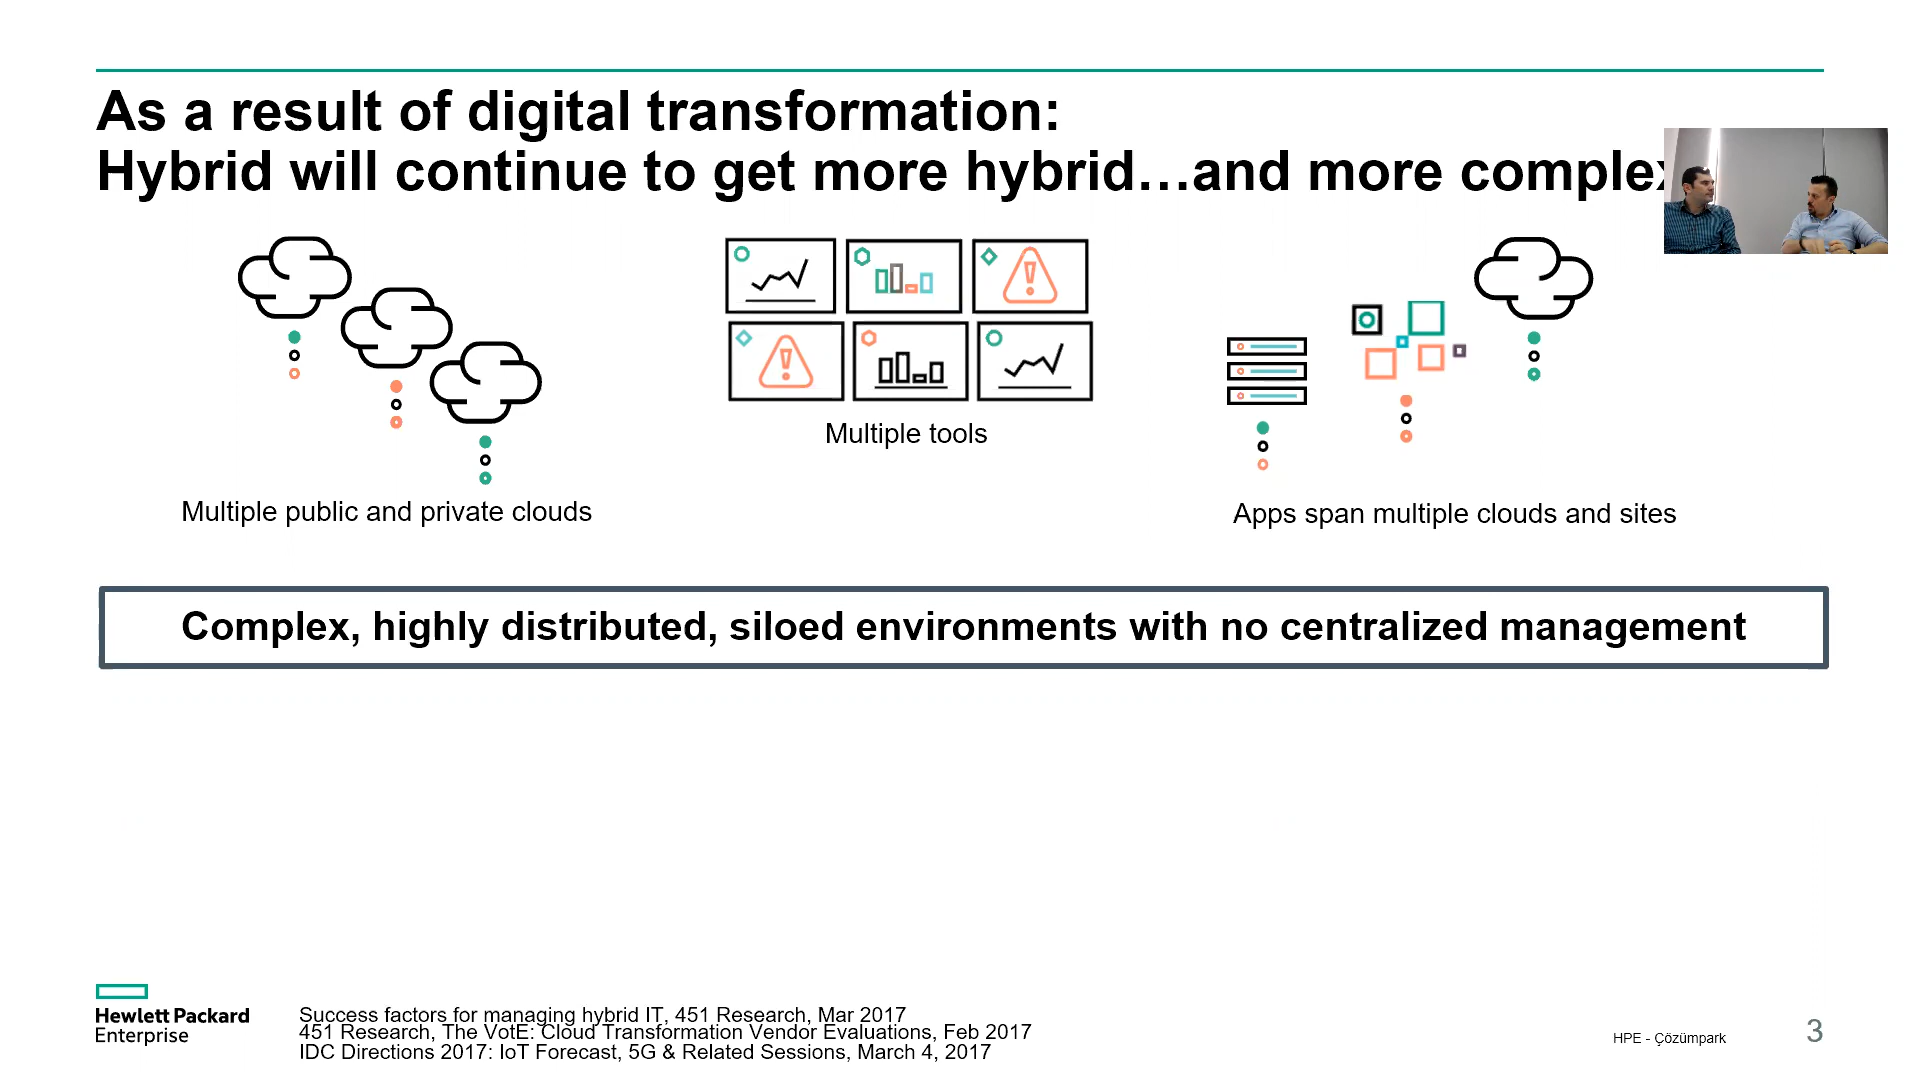 As a result of digital transformation:
Hybrid will continue to get more hybrid…and more complex
Multiple tools
Multiple public and private clouds
Apps span multiple clouds and sites
Complex, highly distributed, siloed environments with no centralized management
Hewlett Packard
Enterprise
Success factors for managing hybrid IT, 451 Research, Mar 2017
451 Research, The VotE: Cloud Transformation Vendor Evaluations, Feb 2017
IDC Directions 2017: IoT Forecast, 5G & Related Sessions, March 4, 2017
HPE - Çözümpark
3